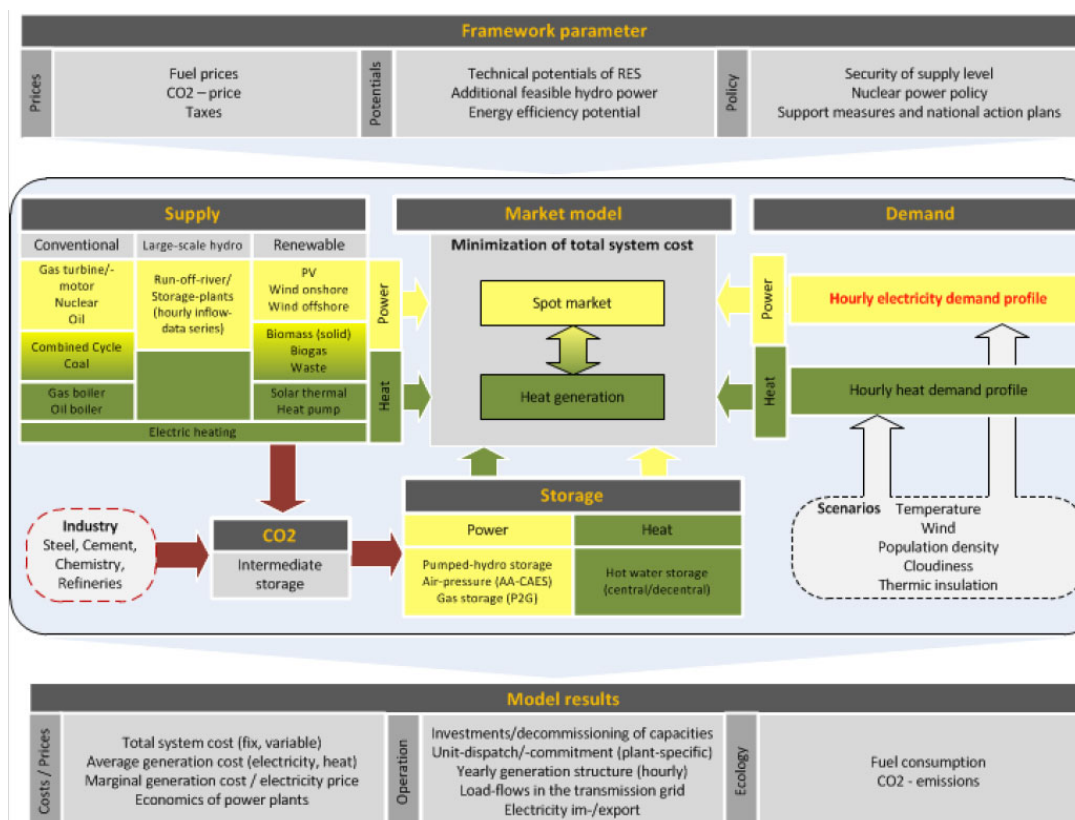 Framework parameter
Prices
Fuel prices
CO2 – price
Taxes
Potentials
Technical potentials of RES
Additional feasible hydro power
Energy efficiency potential
Policy
Security of supply level
Nuclear power policy
Support measures and national action plans
Supply
Conventional
Large-scale hydro
Renewable
Gas turbine/-
motor
Nuclear
Oil
Combined Cycle
Coal
Gas boiler
Oil boiler
Run-off-river/
Storage-plants
(hourly inflow-
data series)
PV
Wind onshore
Wind offshore
Biomass (solid)
Biogas
Waste
Solar thermal
Heat pump
Electric heating
Power
Heat
Market model
Minimization of total system cost
Spot market
Heat generation
Demand
Power
Heat
Hourly electricity demand profile
Hourly heat demand profile
Scenarios
Temperature
Wind
Population density
Cloudiness
Thermic insulation
Industry
Steel, Cement,
Chemistry,
Refineries
CO2
Intermediate
storage
Storage
Power
Heat
Pumped-hydro storage
Air-pressure (AA-CAES)
Gas storage (P2G)
Hot water storage
(central/decentral)
Model results
Costs / Prices
Total system cost (fix, variable)
Average generation cost (electricity, heat)
Marginal generation cost / electricity price
Economics of power plants
Operation
Investments/decommissioning of capacities
Unit-dispatch/-commitment (plant-specific)
Yearly generation structure (hourly)
Load-flows in the transmission grid
Electricity im-/export
Ecology
Fuel consumption
CO2 - emissions